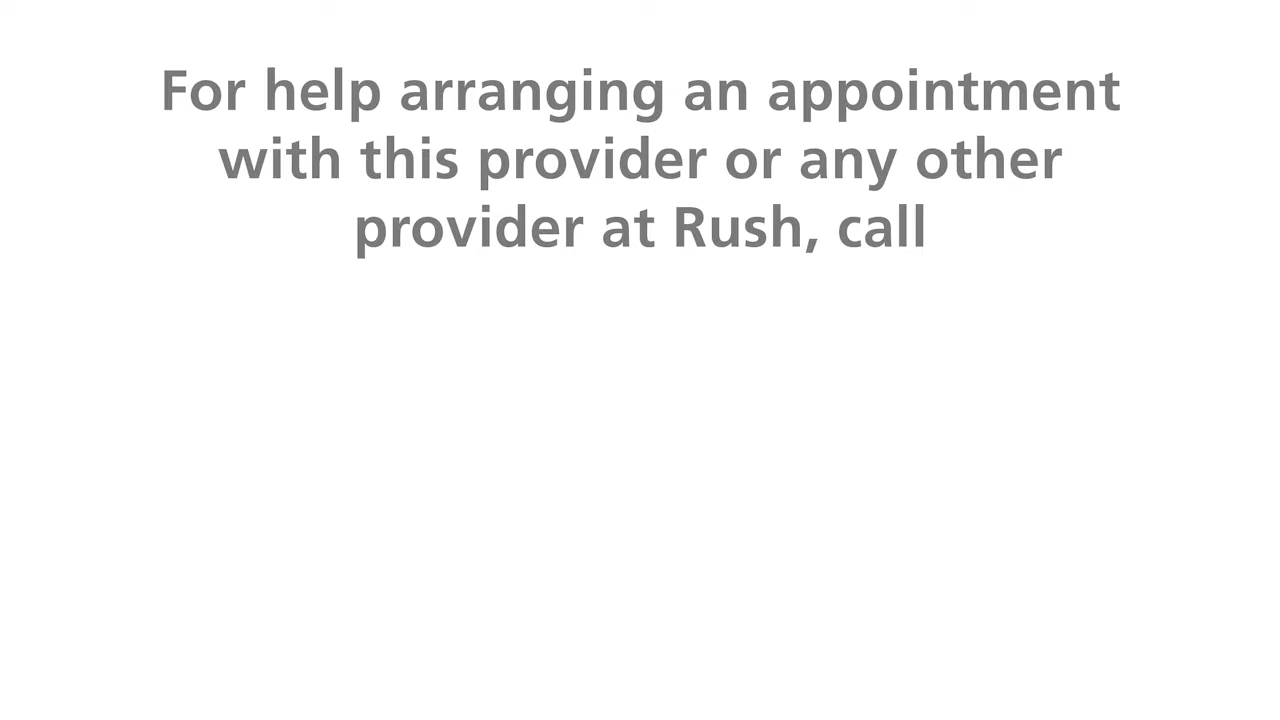 For help arranging an appointment
with this provider or any other
provider at Rush, call